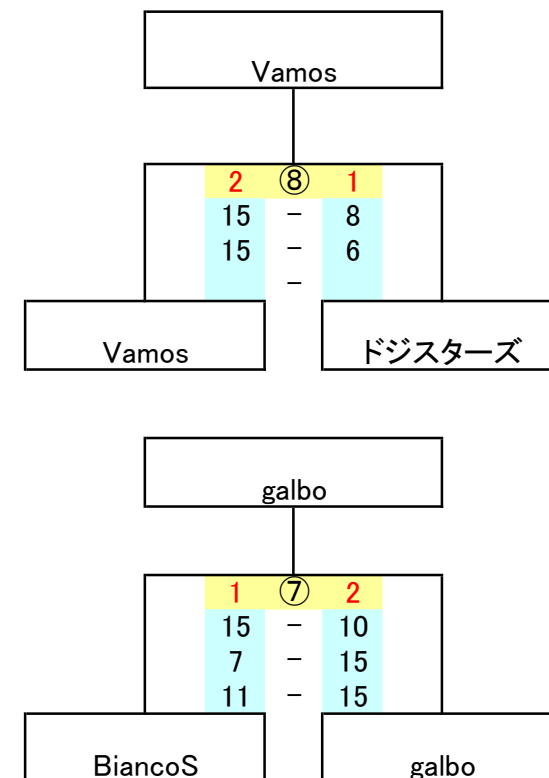 Vamos
2 ⑧ 1
15 - 8
15 - 6
-
Vamos ドジスターズ
galbo
1 ⑦ 2
15 - 10
7 - 15
11 - 15
BiancoS galbo